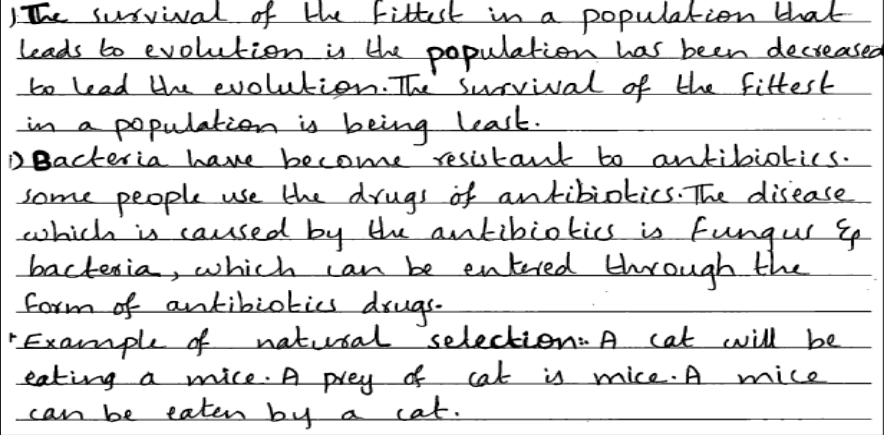 1) The survival of the fittest in a population that
leads to evolution is the population has been decreased
to lead the evolution. The survival of the fittest
in a population is being least.
1) Bacteria have become resistant to antibiotics.
some people use the drugs of antibiotics. The disease
which is caused by the antibiotics is fungus &
bacteria, which can be entered through the
form of antibiotics drugs.
* Example of natural selection:- A cat will be
eating a mice. A prey of cat is mice. A mice
can be eaten by a cat.